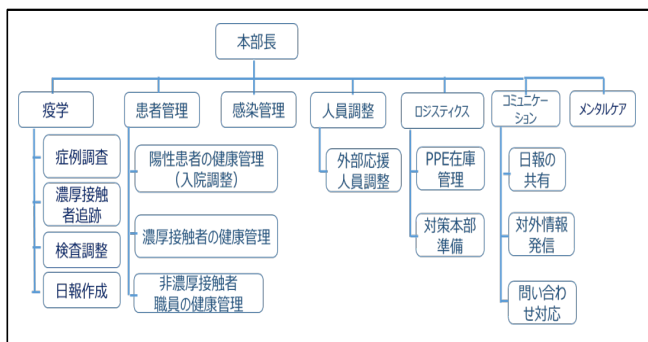 本部長
疫学
患者管理
感染管理
人員調整
ロジスティクス
コミュニケー
ション
メンタルケア
症例調査
濃厚接触
者追跡
検査調整
日報作成
陽性患者の健康管理
（入院調整）
濃厚接触者の健康管理
非濃厚接触者
職員の健康管理
外部応援
人員調整
PPE在庫
管理
対策本部
準備
日報の
共有
対外情報
発信
問い合わ
せ対応